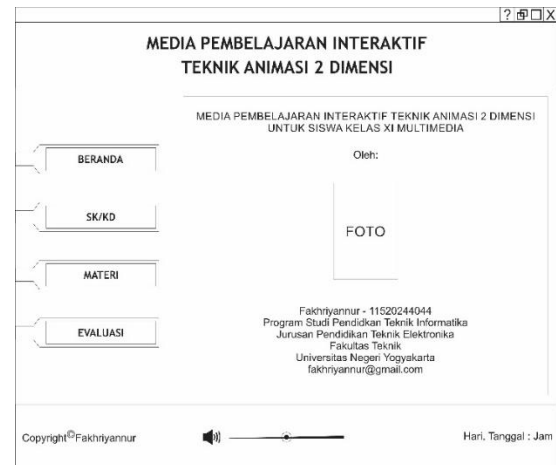 ? X
MEDIA PEMBELAJARAN INTERAKTIF
TEKNIK ANIMASI 2 DIMENSI
BERANDA
SK/KD
MATERI
EVALUASI
MEDIA PEMBELAJARAN INTERAKTIF TEKNIK ANIMASI 2 DIMENSI
UNTUK SISWA KELAS XI MULTIMEDIA
Oleh:
FOTO
Fakhriyannur - 11520244044
Program Studi Pendidkan Teknik Informatika
Jurusan Pendidikan Teknik Elektronika
Fakultas Teknik
Universitas Negeri Yogyakarta
fakhriyannur@gmail.com
Copyright©Fakhriyannur
Hari, Tanggal : Jam